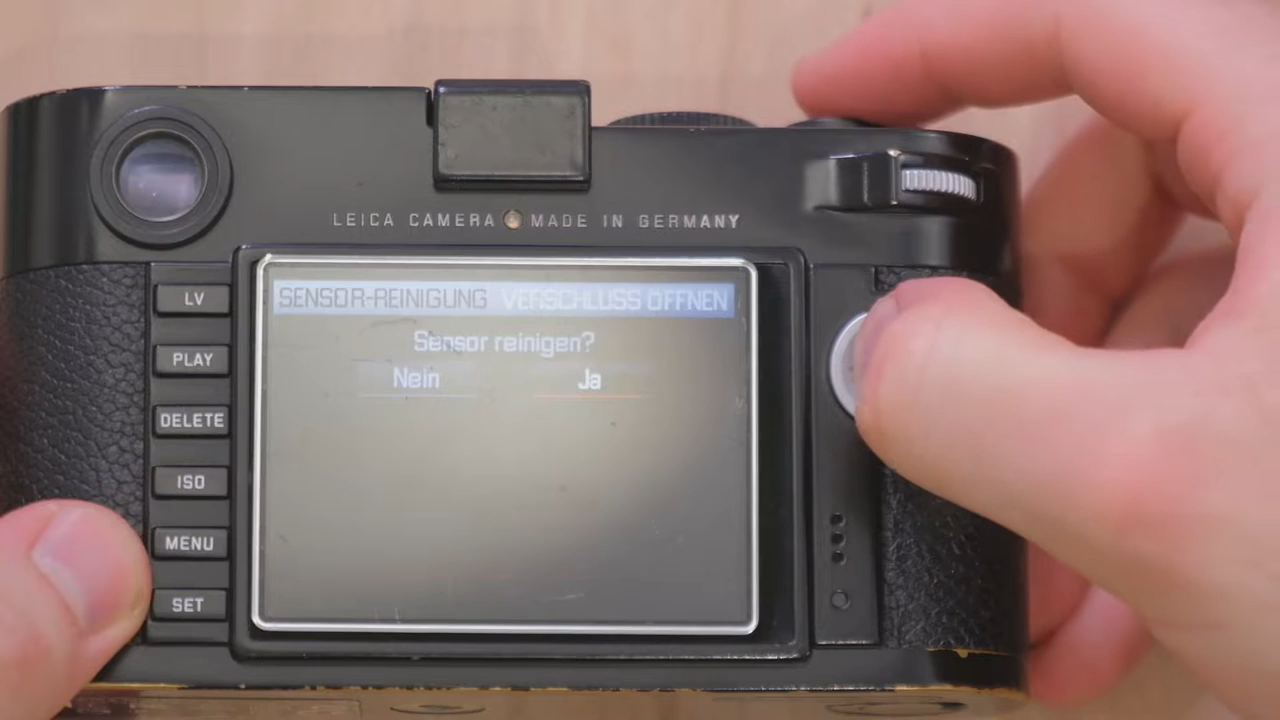 LEICA CAMERA MADE IN GERMANY
LV
PLAY
DELETE
ISO
MENU
SET
SENSOR-REINIGUNG VERSCHLUSS ÖFFNEN
Sensor reinigen?
Nein Ja